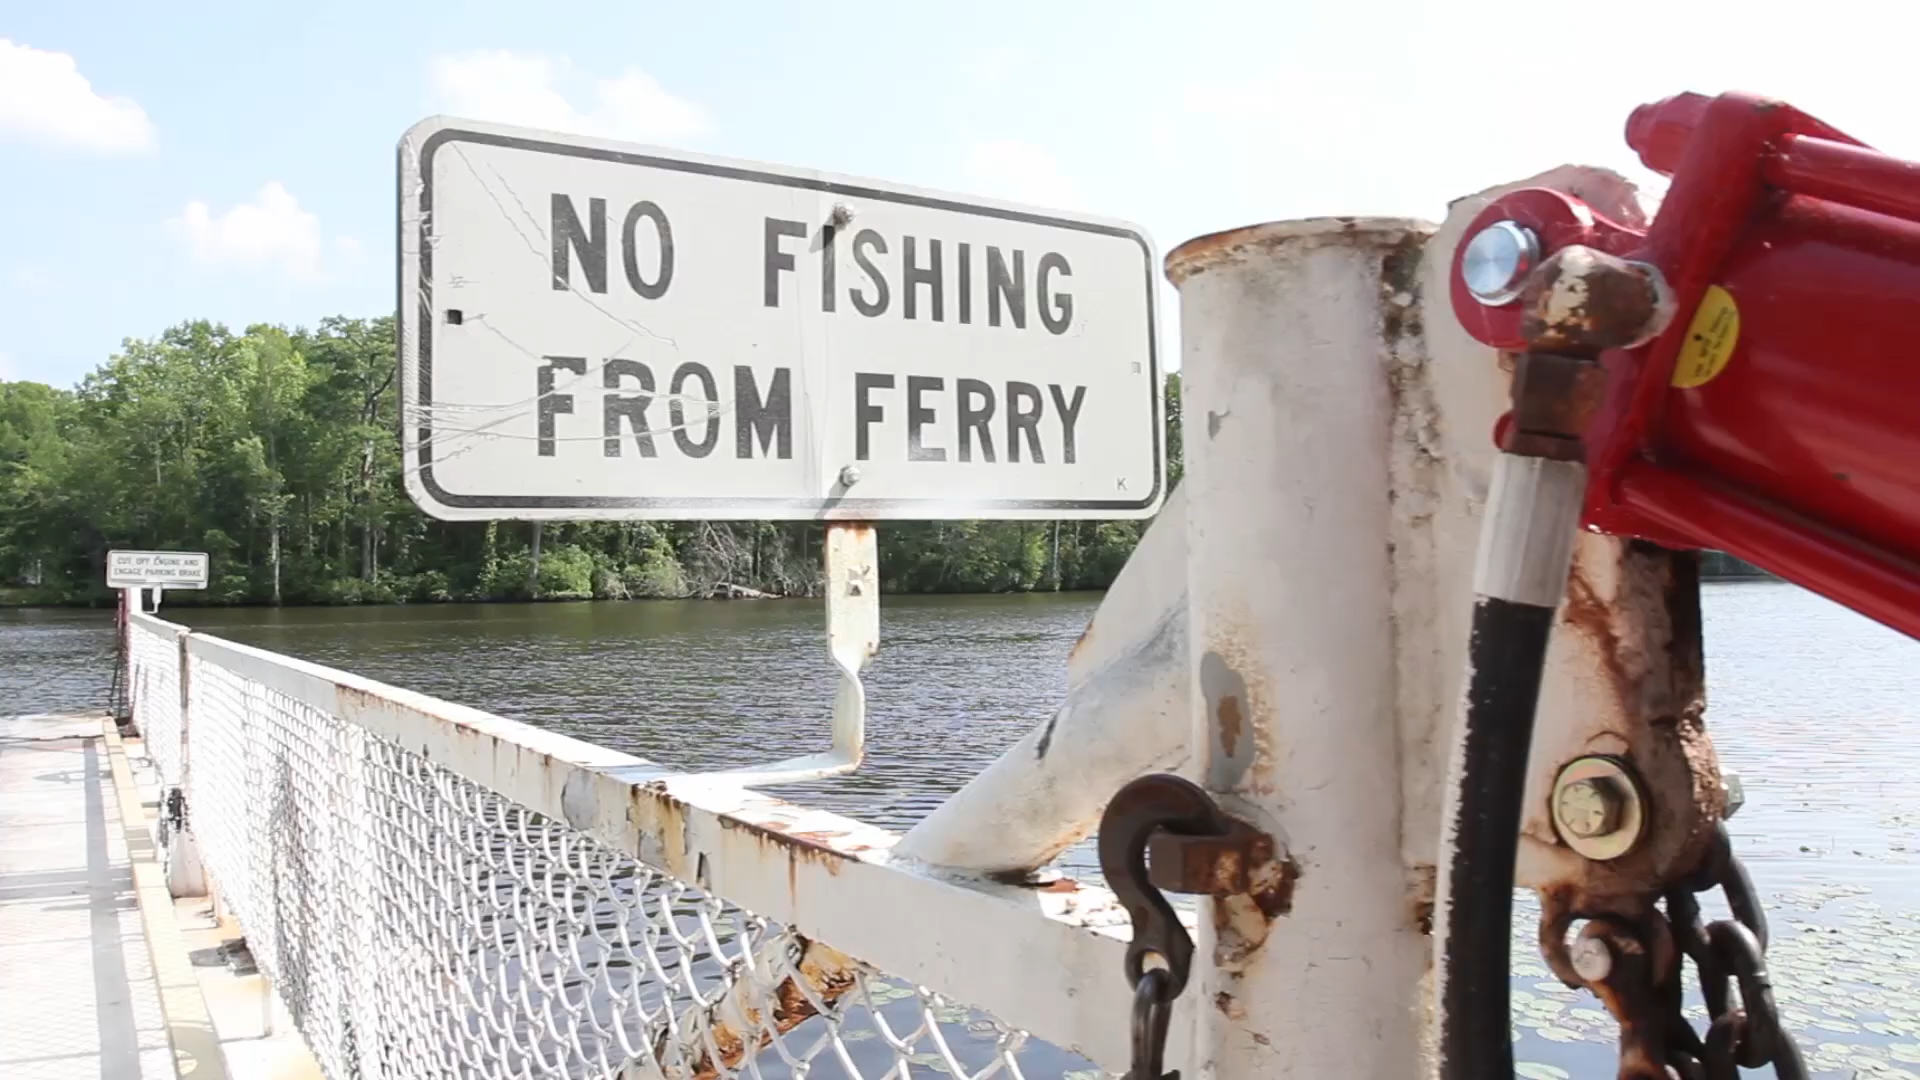 NO FISHING
FROM FERRY
K
CUT OFF ENGINE AND
ENGAGE PARKING BRAKE